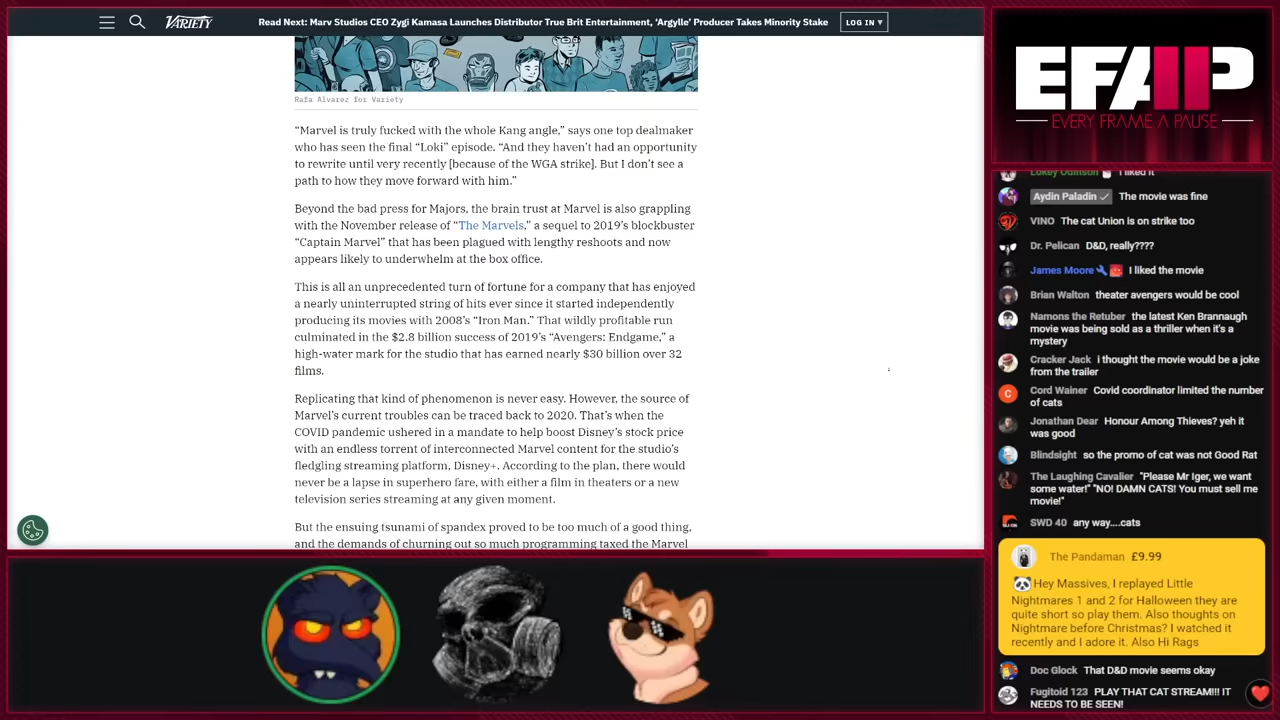 VARIETY
Read Next: Marv Studios CEO Zygi Kamasa Launches Distributor True Brit Entertainment, ‘Argylle’ Producer Takes Minority Stake
LOG IN ▾
Rafa Alvarez for Variety
“Marvel is truly fucked with the whole Kang angle,” says one top dealmaker
who has seen the final “Loki” episode. “And they haven’t had an opportunity
to rewrite until very recently [because of the WGA strike]. But I don’t see a
path to how they move forward with him.”
Beyond the bad press for Majors, the brain trust at Marvel is also grappling
with the November release of “The Marvels,” a sequel to 2019’s blockbuster
“Captain Marvel” that has been plagued with lengthy reshoots and now
appears likely to underwhelm at the box office.
This is all an unprecedented turn of fortune for a company that has enjoyed
a nearly uninterrupted string of hits ever since it started independently
producing its movies with 2008’s “Iron Man.” That wildly profitable run
culminated in the $2.8 billion success of 2019’s “Avengers: Endgame,” a
high-water mark for the studio that has earned nearly $30 billion over 32
films.
Replicating that kind of phenomenon is never easy. However, the source of
Marvel’s current troubles can be traced back to 2020. That’s when the
COVID pandemic ushered in a mandate to help boost Disney’s stock price
with an endless torrent of interconnected Marvel content for the studio’s
fledgling streaming platform, Disney+. According to the plan, there would
never be a lapse in superhero fare, with either a film in theaters or a new
television series streaming at any given moment.
But the ensuing tsunami of spandex proved to be too much of a good thing,
and the demands of churning out so much programming taxed the Marvel
EFAP
EVERY FRAME A PAUSE
Lokey Odinson I liked it
Aydin Paladin ✓ The movie was fine
VINO The cat Union is on strike too
Dr. Pelican D&D, really????
James Moore I liked the movie
Brian Walton theater avengers would be cool
Namons the Retuber the latest Ken Brannaugh
movie was being sold as a thriller when it's a
mystery
Cracker Jack i thought the movie would be a joke
from the trailer
C
Cord Wainer Covid coordinator limited the number
of cats
Jonathan Dear Honour Among Thieves? yeh it
was good
Blindsight so the promo of cat was not Good Rat
The Laughing Cavalier "Please Mr Iger, we want
some water!" "NO! DAMN CATS! You must sell me
movie!"
SWD 40 any way....cats
The Pandaman £9.99
Hey Massives, I replayed Little
Nightmares 1 and 2 for Halloween they are
quite short so play them. Also thoughts on
Nightmare before Christmas? I watched it
recently and I adore it. Also Hi Rags
Doc Glock That D&D movie seems okay
Fugitoid 123 PLAY THAT CAT STREAM!!! IT
NEEDS TO BE SEEN!